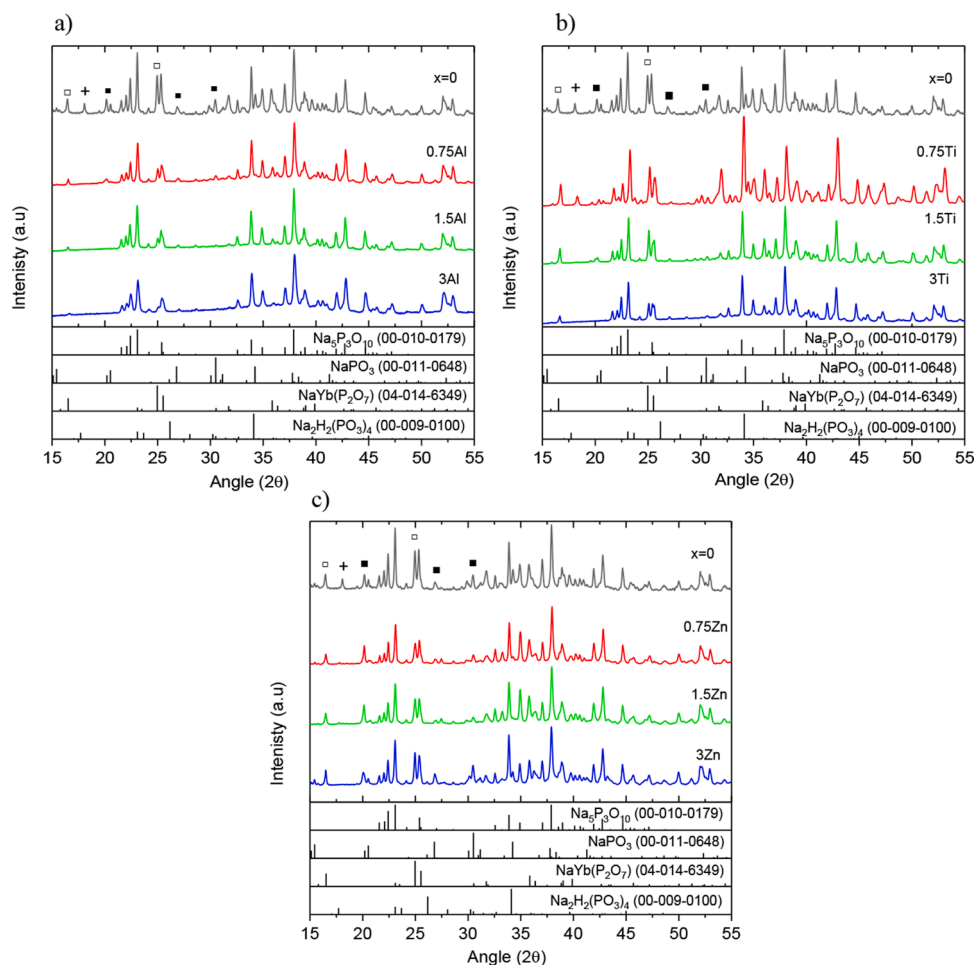 a)
x=0
0.75Al
1.5Al
3Al
Intenisty (a.u)
Na5P3O10 (00-010-0179)
NaPO3 (00-011-0648)
NaYb(P2O7) (04-014-6349)
Na2H2(PO3)4 (00-009-0100)
15 20 25 30 35 40 45 50 55
Angle (2θ)
b)
x=0
0.75Ti
1.5Ti
3Ti
Intenisty (a.u)
Na5P3O10 (00-010-0179)
NaPO3 (00-011-0648)
NaYb(P2O7) (04-014-6349)
Na2H2(PO3)4 (00-009-0100)
15 20 25 30 35 40 45 50 55
Angle (2θ)
c)
x=0
0.75Zn
1.5Zn
3Zn
Intenisty (a.u)
Na5P3O10 (00-010-0179)
NaPO3 (00-011-0648)
NaYb(P2O7) (04-014-6349)
Na2H2(PO3)4 (00-009-0100)
15 20 25 30 35 40 45 50 55
Angle (2θ)